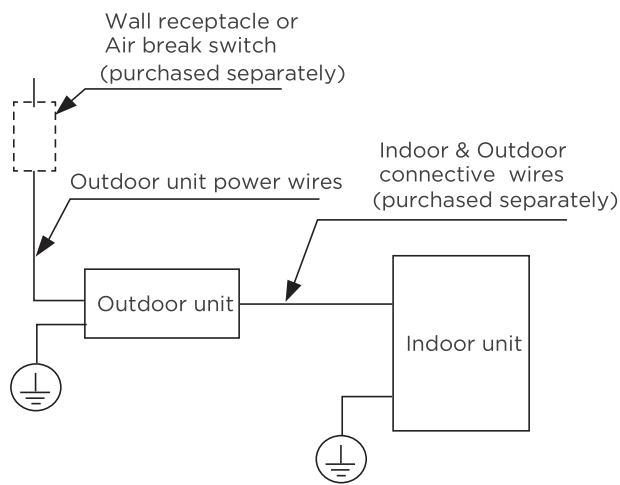 Wall receptacle or
Air break switch
(purchased separately)
Indoor & Outdoor
connective wires
(purchased separately)
Outdoor unit power wires
Outdoor unit
Indoor unit